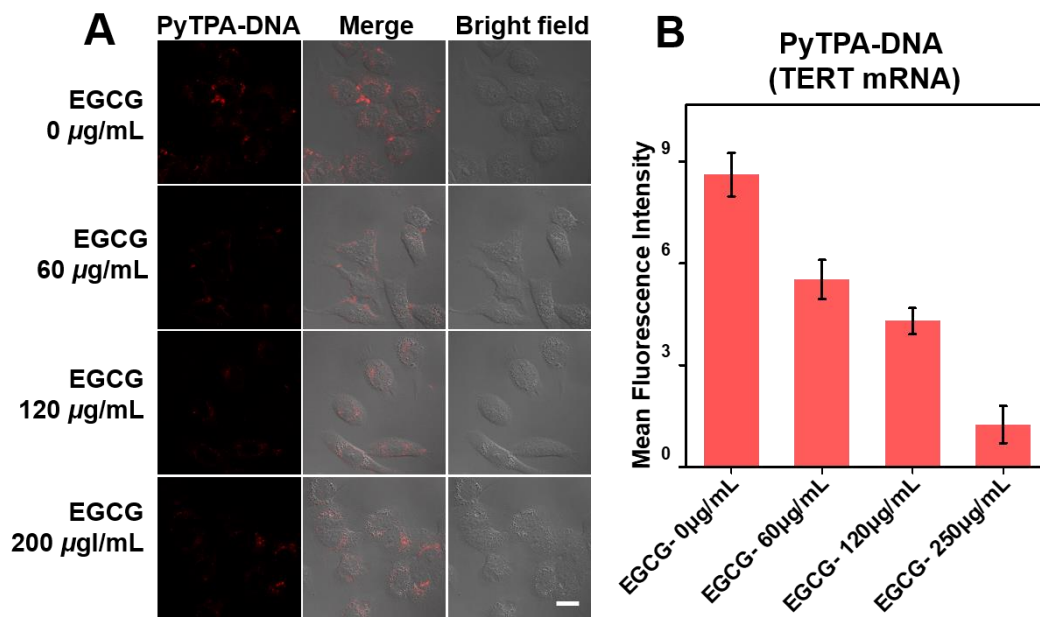 A
PyTPA-DNA Merge Bright field
EGCG
0 µg/mL
EGCG
60 µg/mL
EGCG
120 µg/mL
EGCG
200 µgl/mL
B
PyTPA-DNA
(TERT mRNA)
Mean Fluorescence Intensity
9
6
3
0
EGCG- 0µg/mL
EGCG- 60µg/mL
EGCG- 120µg/mL
EGCG- 250µg/mL